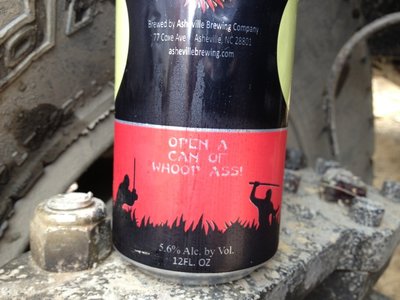 Brewed by Asheville Brewing Company
77 Coxe Ave Asheville, NC 28801
ashevillebrewing.com
OPEN A
CAN OF
WHOOP ASS!
5.6% Alc. by Vol.
12FL. OZ